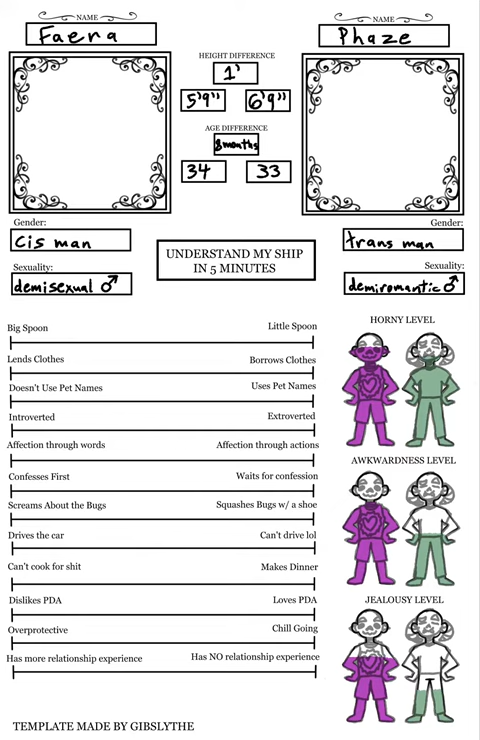 NAME
Faera
NAME
Phaze
HEIGHT DIFFERENCE
1'
5'9"
6'9"
AGE DIFFERENCE
8months
34
33
Gender:
Cis man
Gender:
trans man
Sexuality:
demisexual ♂
Sexuality:
demiromantic ♂
UNDERSTAND MY SHIP
IN 5 MINUTES
Big Spoon Little Spoon
Lends Clothes Borrows Clothes
Doesn't Use Pet Names Uses Pet Names
Introverted Extroverted
Affection through words Affection through actions
Confesses First Waits for confession
Screams About the Bugs Squashes Bugs w/ a shoe
Drives the car Can't drive lol
Can't cook for shit Makes Dinner
Dislikes PDA Loves PDA
Overprotective Chill Going
Has more relationship experience Has NO relationship experience
HORNY LEVEL
AWKWARDNESS LEVEL
JEALOUSY LEVEL
TEMPLATE MADE BY GIBSLYTHE